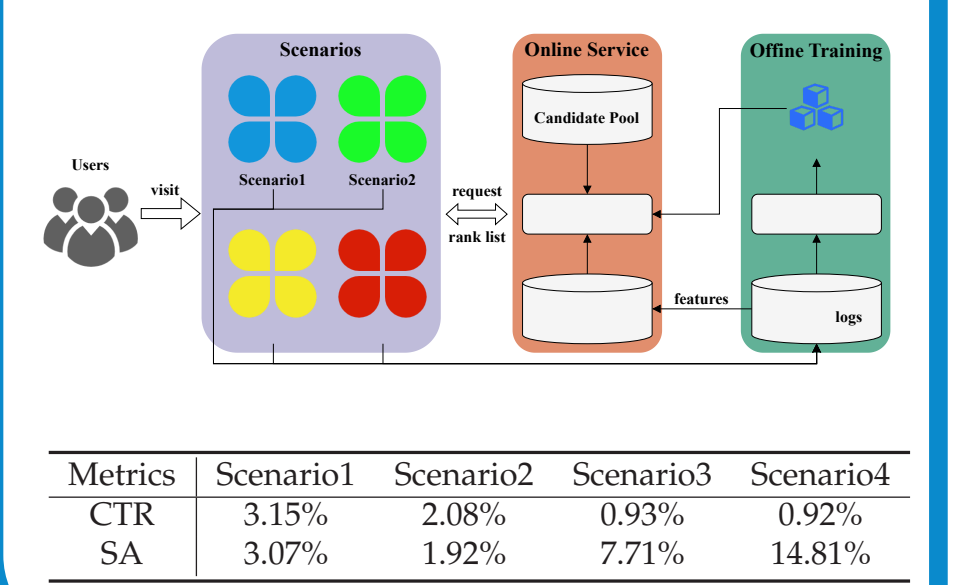 Scenarios
Online Service
Offine Training
Candidate Pool
Users
visit
Scenario1
Scenario2
request
rank list
features
logs
Metrics Scenario1 Scenario2 Scenario3 Scenario4
CTR 3.15% 2.08% 0.93% 0.92%
SA 3.07% 1.92% 7.71% 14.81%